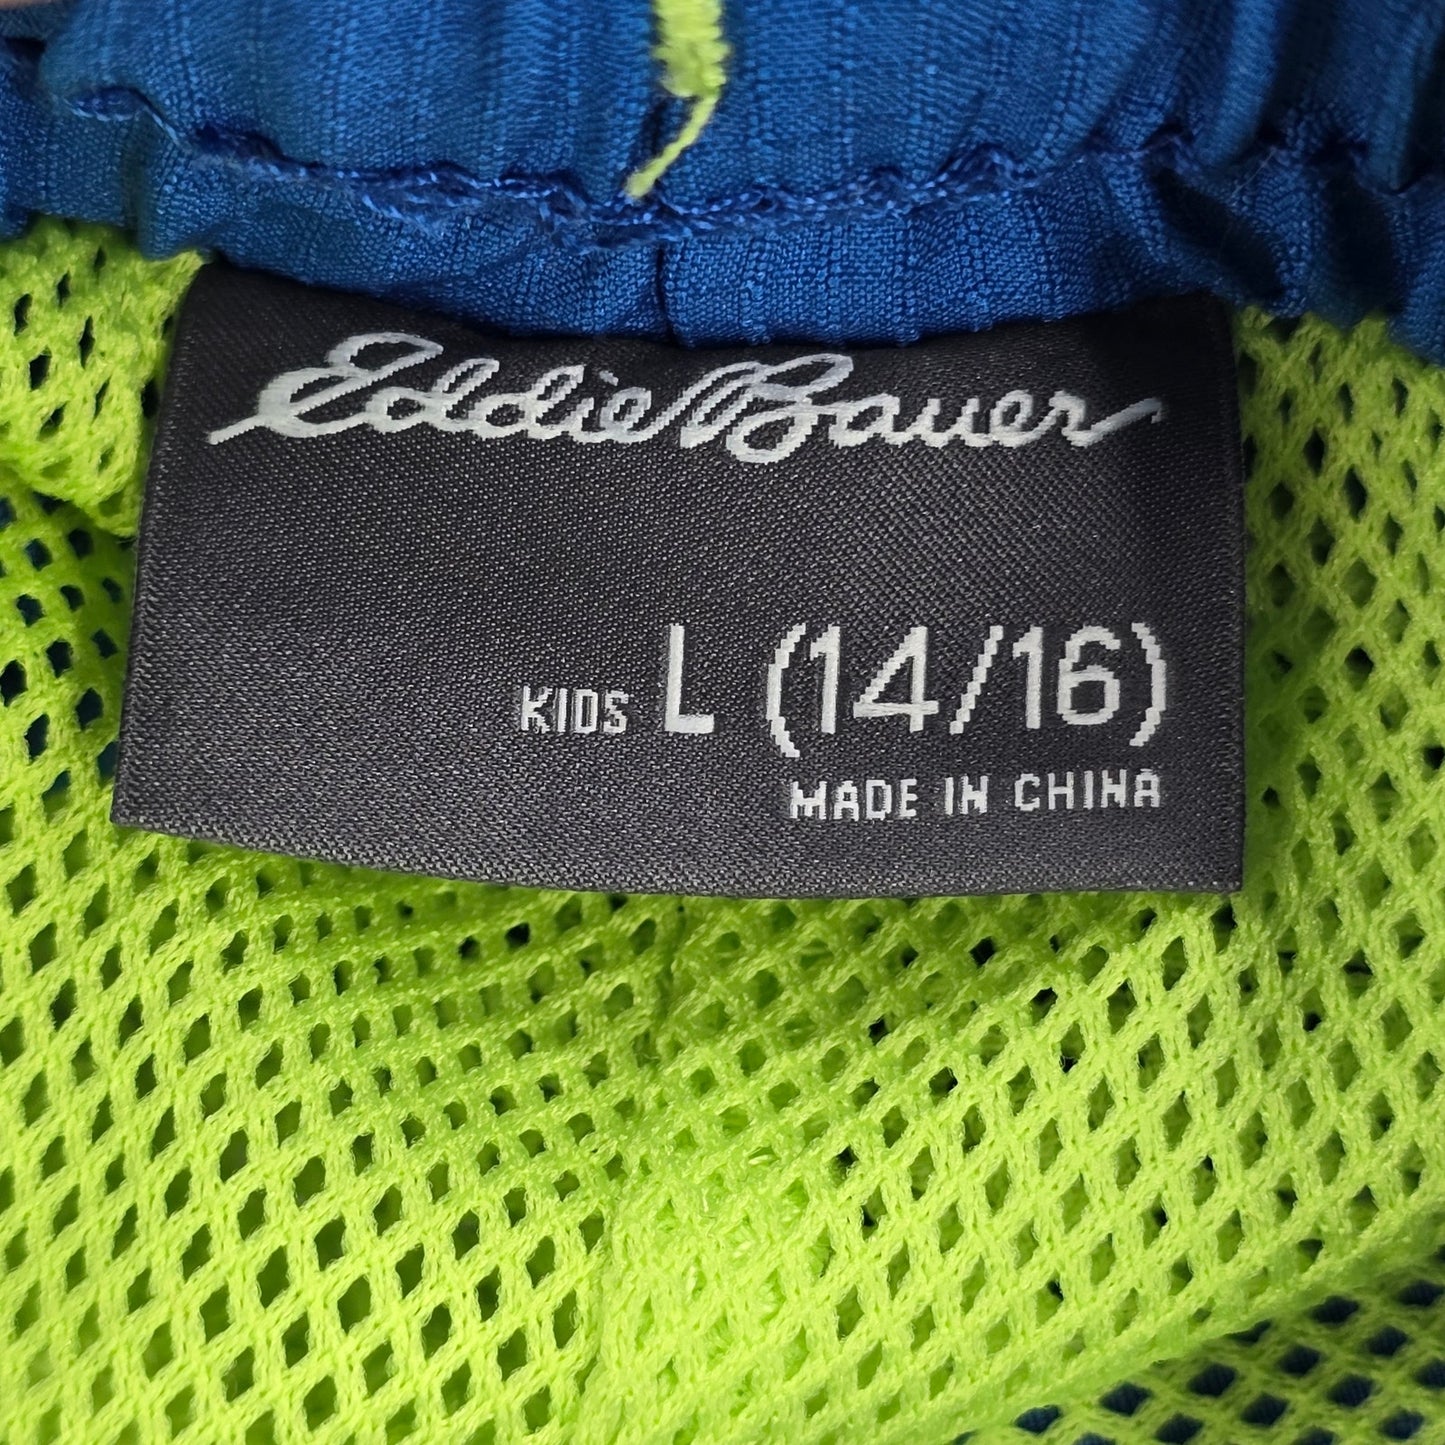 Eddie Bauer
KIDS L (14/16)
MADE IN CHINA